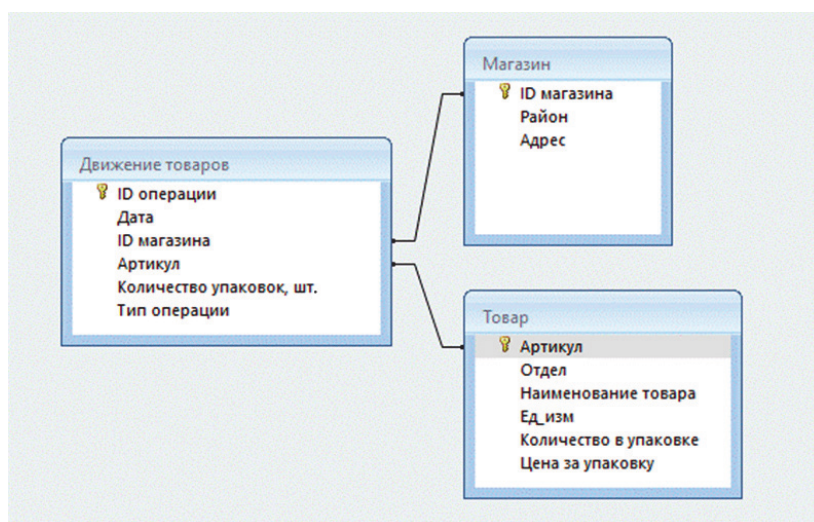 Движение товаров
ID операции
Дата
ID магазина
Артикул
Количество упаковок, шт.
Тип операции
Магазин
ID магазина
Район
Адрес
Товар
Артикул
Отдел
Наименование товара
Ед_изм
Количество в упаковке
Цена за упаковку